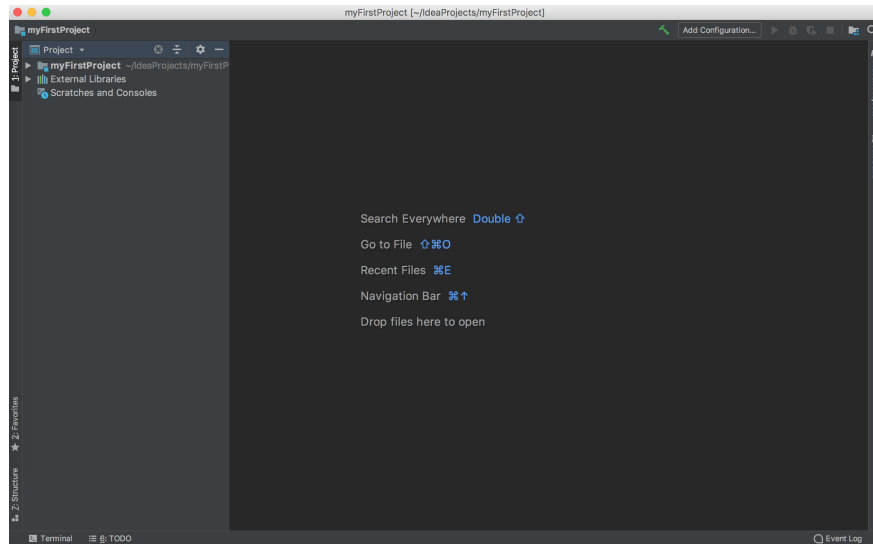 myFirstProject [~/IdeaProjects/myFirstProject]
myFirstProject
Add Configuration...
1: Project
Project
myFirstProject ~/IdeaProjects/myFirstP
External Libraries
Scratches and Consoles
Search Everywhere Double ⇧
Go to File ⇧⌘O
Recent Files ⌘E
Navigation Bar ⌘↑
Drop files here to open
2: Favorites
Z: Structure
Terminal
6: TODO
Event Log